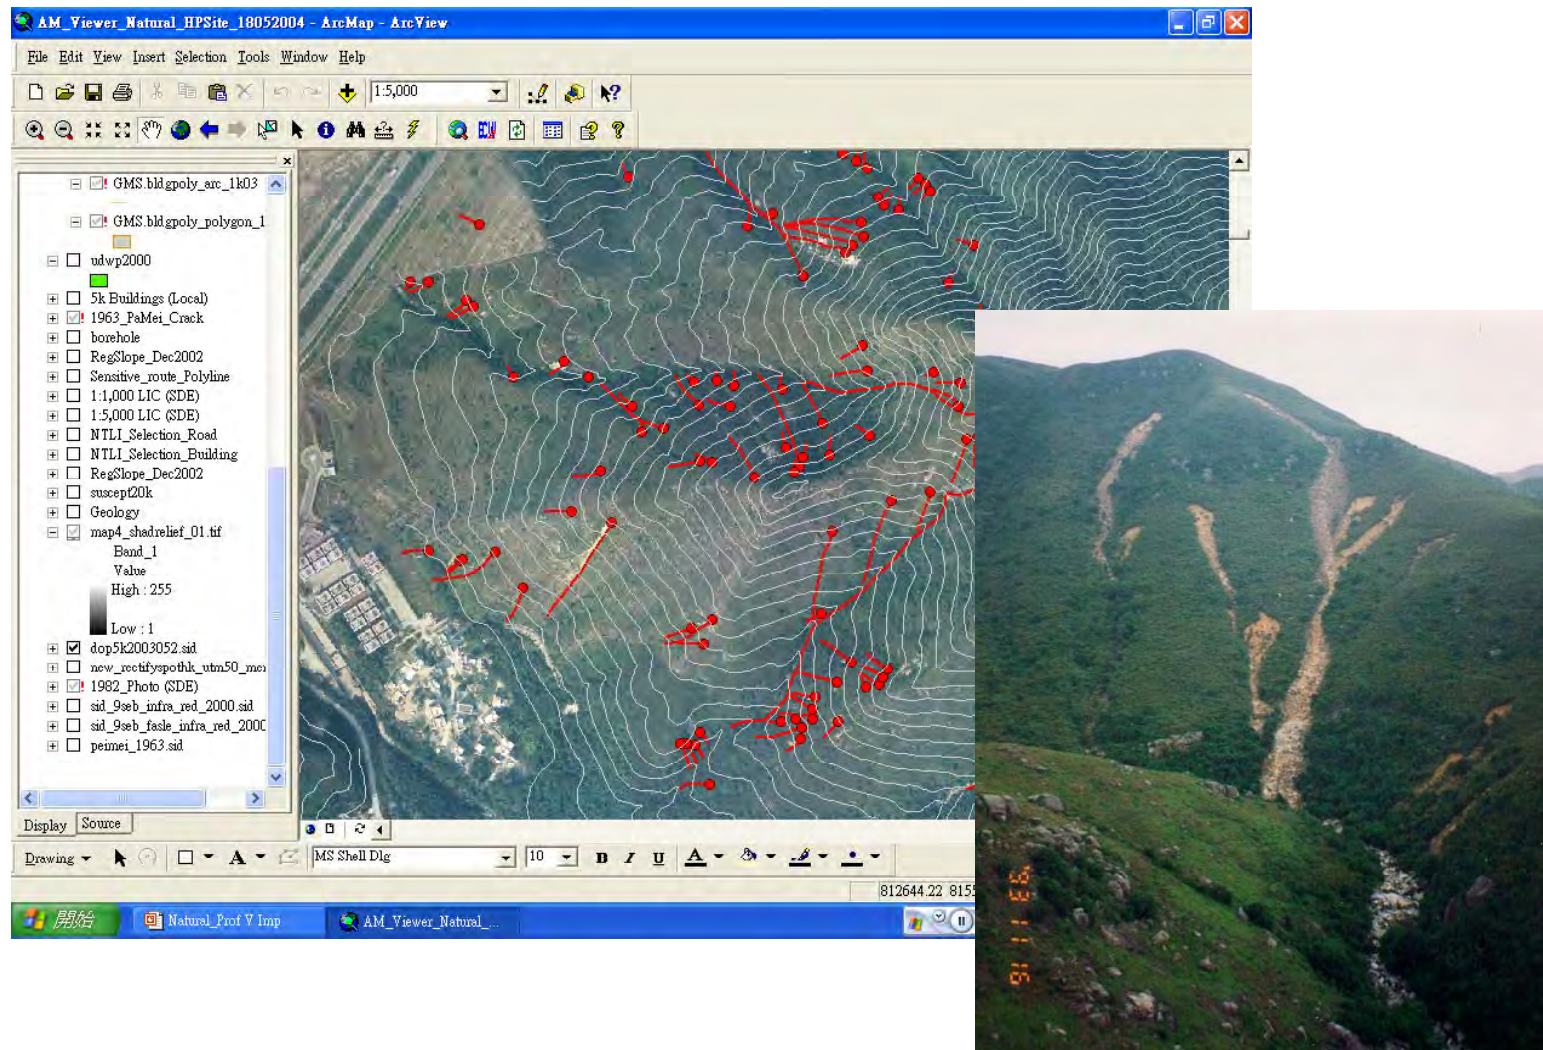 AM_Viewer_Natural_HPSite_18052004 - ArcMap - ArcView
File Edit View Insert Selection Tools Window Help
1:5,000
GMS.bldgpoly_arc_1k03
GMS.bldgpoly_polygon_1
udwp2000
5k Buildings (Local)
1963_PaMei_Crack
borehole
RegSlope_Dec2002
Sensitive_route_Polyline
1:1,000 LIC (SDE)
1:5,000 LIC (SDE)
NTLI_Selection_Road
NTLI_Selection_Building
RegSlope_Dec2002
suscept20k
Geology
map4_shadrelief_01.tif
Band_1
Value
High : 255
Low : 1
dop5k2003052.sid
new_rectifyspothk_utm50_mer
1982_Photo (SDE)
sid_9seb_infra_red_2000.sid
sid_9seb_fasle_infra_red_2000
peimei_1963.sid
Display Source
Drawing A MS Shell Dlg 10 B I U A
812644.22 8155
開始 Natural_Prof V Imp AM_Viewer_Natural_...